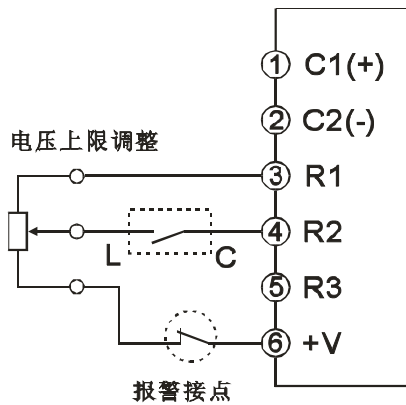 ① C1(+)
② C2(-)
电压上限调整
③ R1
④ R2
L
C
⑤ R3
⑥ +V
报警接点